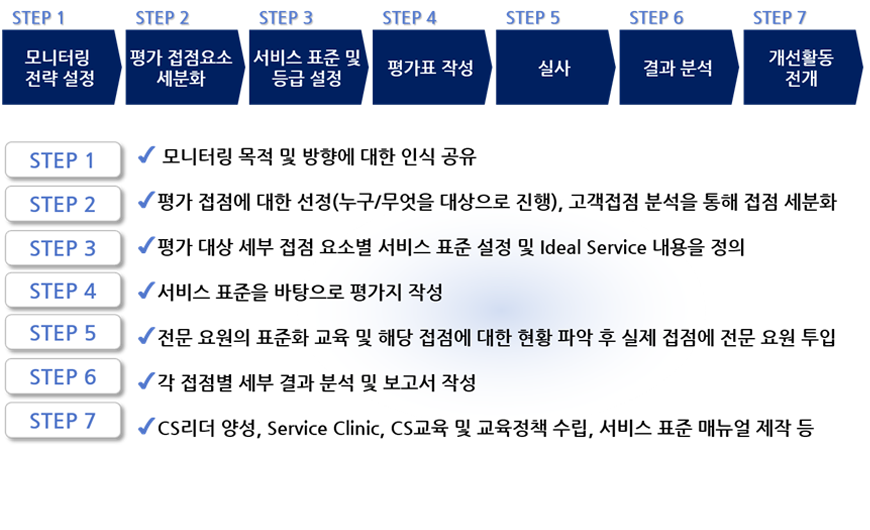 STEP 1 STEP 2 STEP 3 STEP 4 STEP 5 STEP 6 STEP 7
모니터링
전략 설정
평가 접점요소
세분화
서비스 표준 및
등급 설정
평가표 작성
실사
결과 분석
개선활동
전개
STEP 1 ✔ 모니터링 목적 및 방향에 대한 인식 공유
STEP 2 ✔ 평가 접점에 대한 선정(누구/무엇을 대상으로 진행), 고객접점 분석을 통해 접점 세분화
STEP 3 ✔ 평가 대상 세부 접점 요소별 서비스 표준 설정 및 Ideal Service 내용을 정의
STEP 4 ✔ 서비스 표준을 바탕으로 평가지 작성
STEP 5 ✔ 전문 요원의 표준화 교육 및 해당 접점에 대한 현황 파악 후 실제 접점에 전문 요원 투입
STEP 6 ✔ 각 접점별 세부 결과 분석 및 보고서 작성
STEP 7 ✔ CS리더 양성, Service Clinic, CS교육 및 교육정책 수립, 서비스 표준 매뉴얼 제작 등